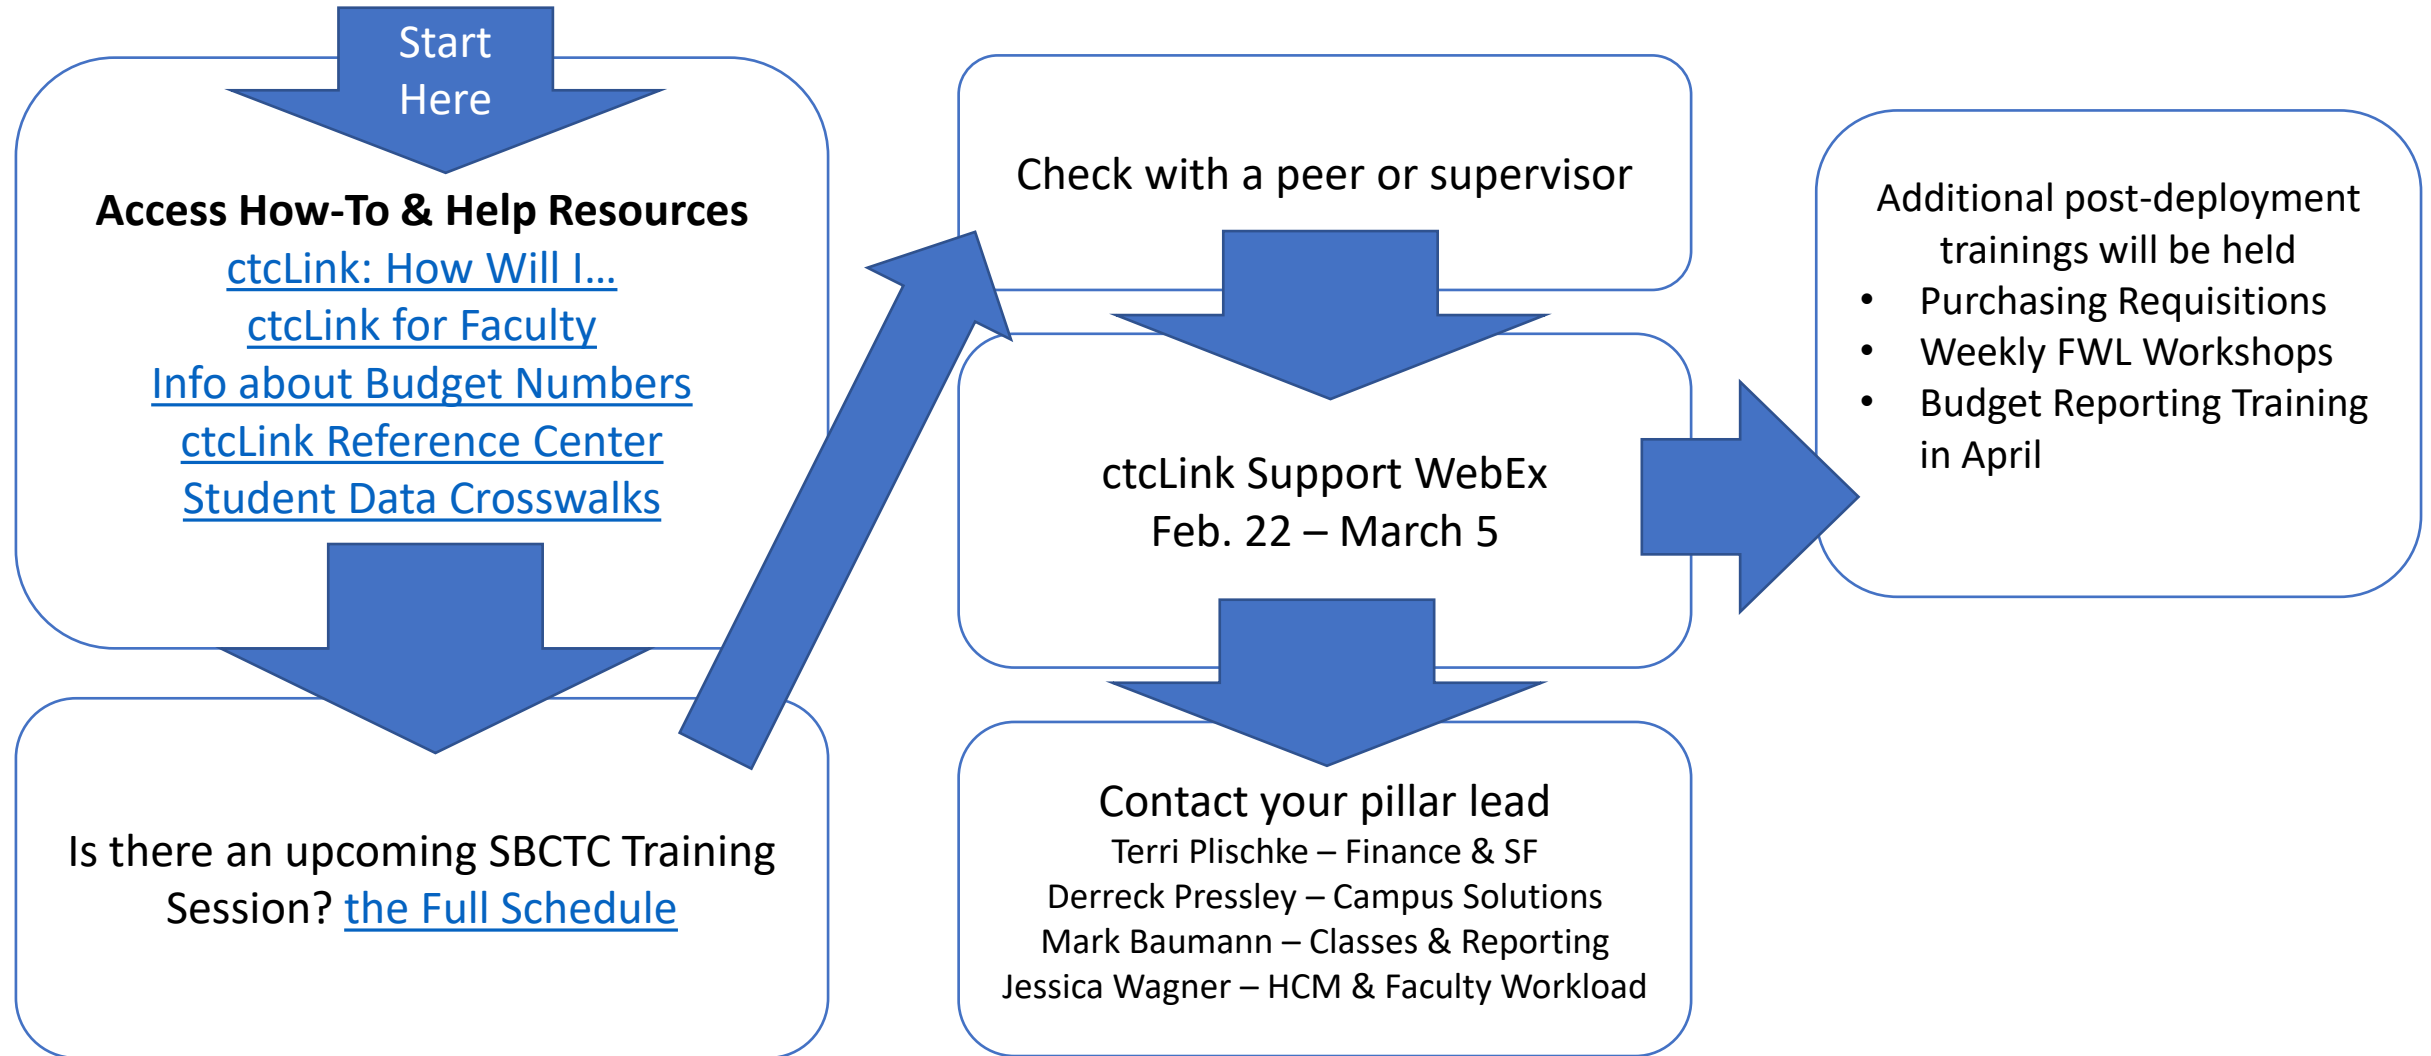 Start
Here
Access How-To & Help Resources
ctcLink: How Will I…
ctcLink for Faculty
Info about Budget Numbers
ctcLink Reference Center
Student Data Crosswalks
Is there an upcoming SBCTC Training
Session? the Full Schedule
Check with a peer or supervisor
ctcLink Support WebEx
Feb. 22 – March 5
Contact your pillar lead
Terri Plischke – Finance & SF
Derreck Pressley – Campus Solutions
Mark Baumann – Classes & Reporting
Jessica Wagner – HCM & Faculty Workload
Additional post-deployment
trainings will be held
• Purchasing Requisitions
• Weekly FWL Workshops
• Budget Reporting Training
in April